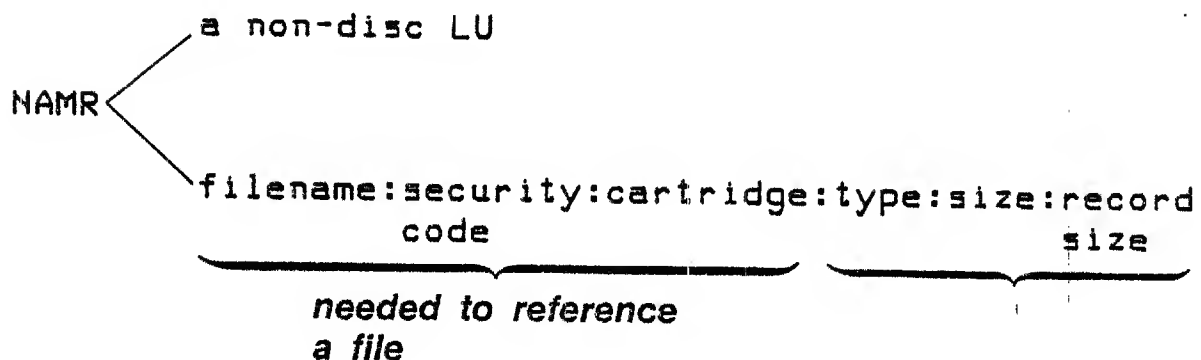 a non-disc LU
NAMR
filename:security:cartridge:type:size:record
code size
needed to reference
a file